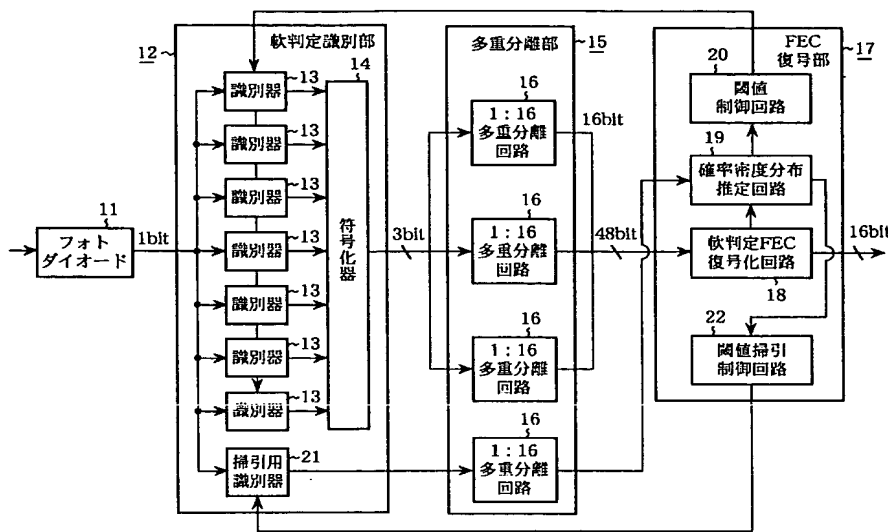 12
軟判定識別部
14
識別器
13
識別器
13
識別器
13
識別器
13
識別器
13
識別器
13
識別器
13
符号化器
掃引用
識別器
21
11
フォト
ダイオード
1bit
3bit
多重分離部
15
16
1:16
多重分離
回路
16bit
16
1:16
多重分離
回路
48bit
16
1:16
多重分離
回路
16
1:16
多重分離
回路
FEC
復号部
17
20
閾値
制御回路
19
確率密度分布
推定回路
軟判定FEC
復号化回路
18
16bit
22
閾値掃引
制御回路